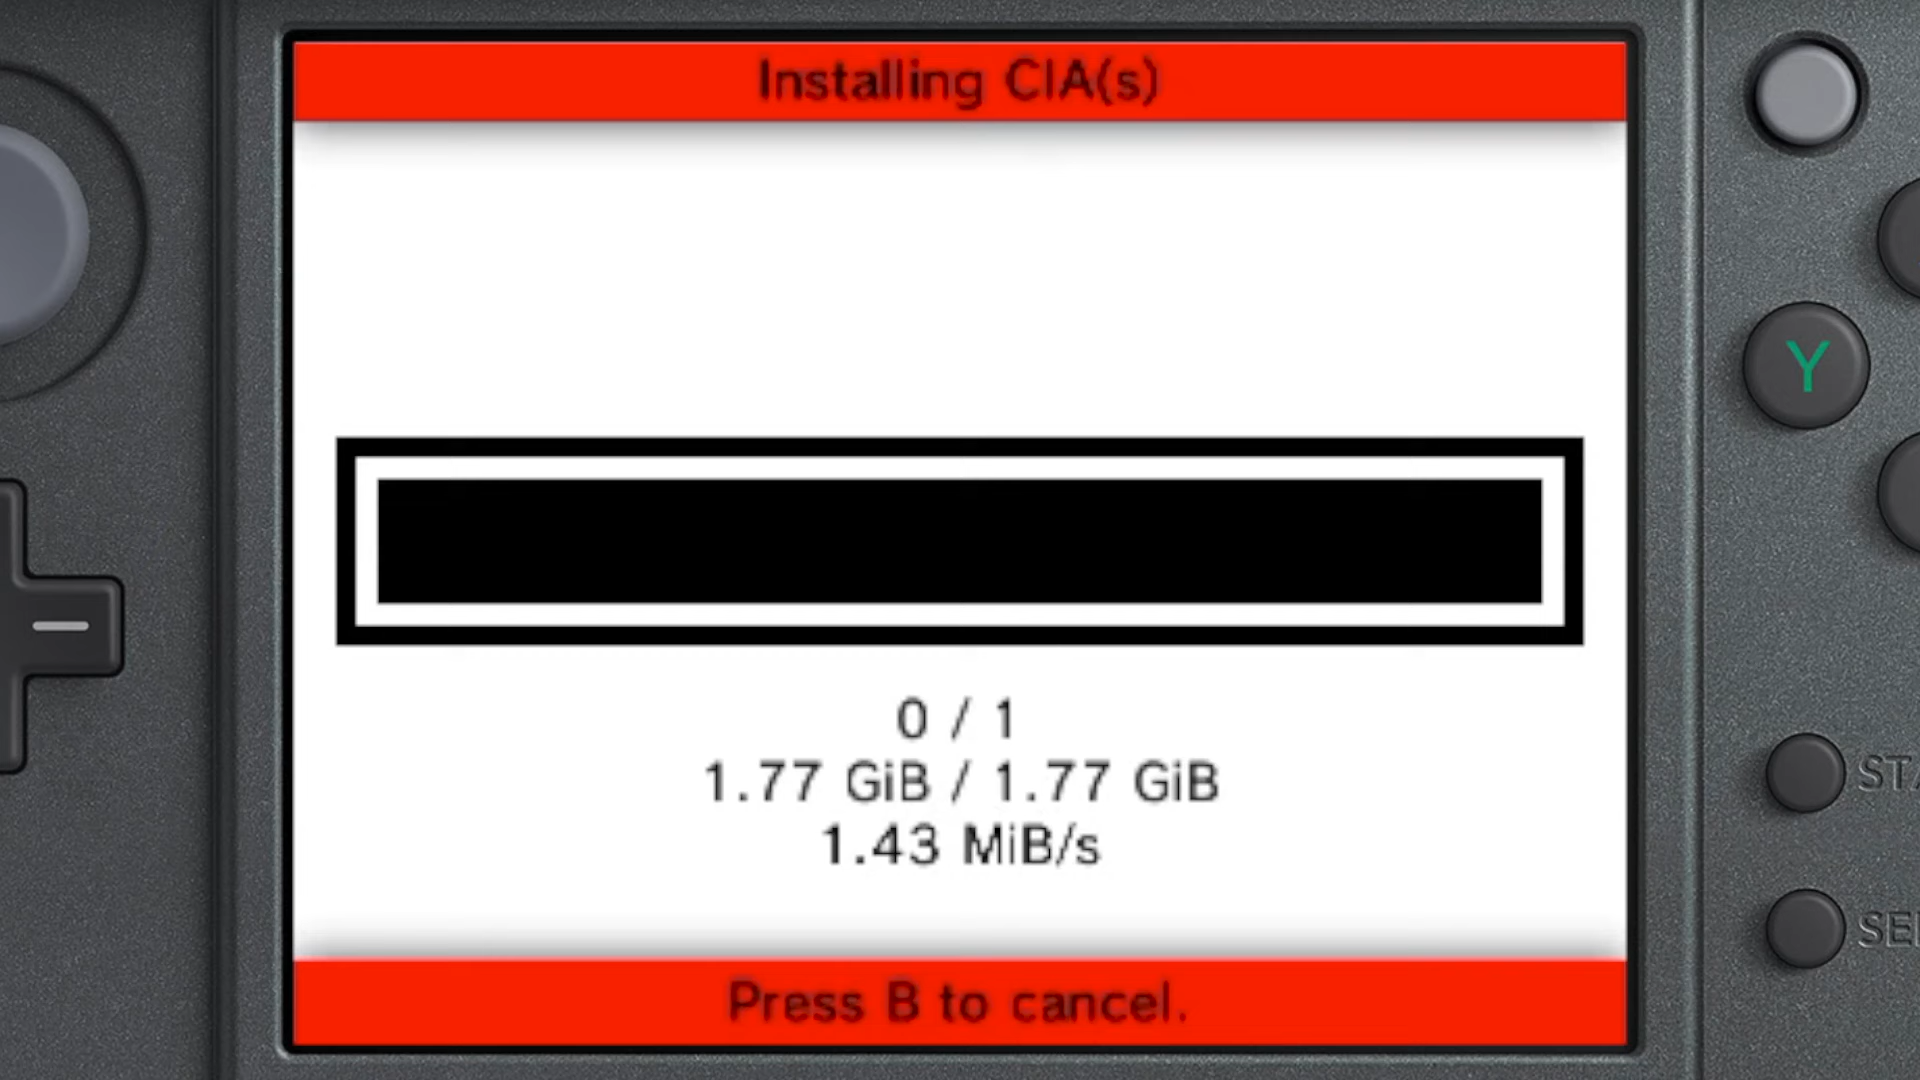 Installing CIA(s)
Y
0 / 1
1.77 GiB / 1.77 GiB
1.43 MiB/s
Press B to cancel.